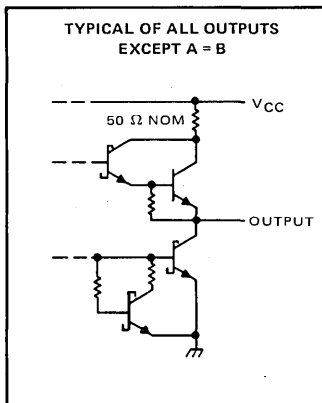 TYPICAL OF ALL OUTPUTS
EXCEPT A = B
VCC
50 Ω NOM
OUTPUT